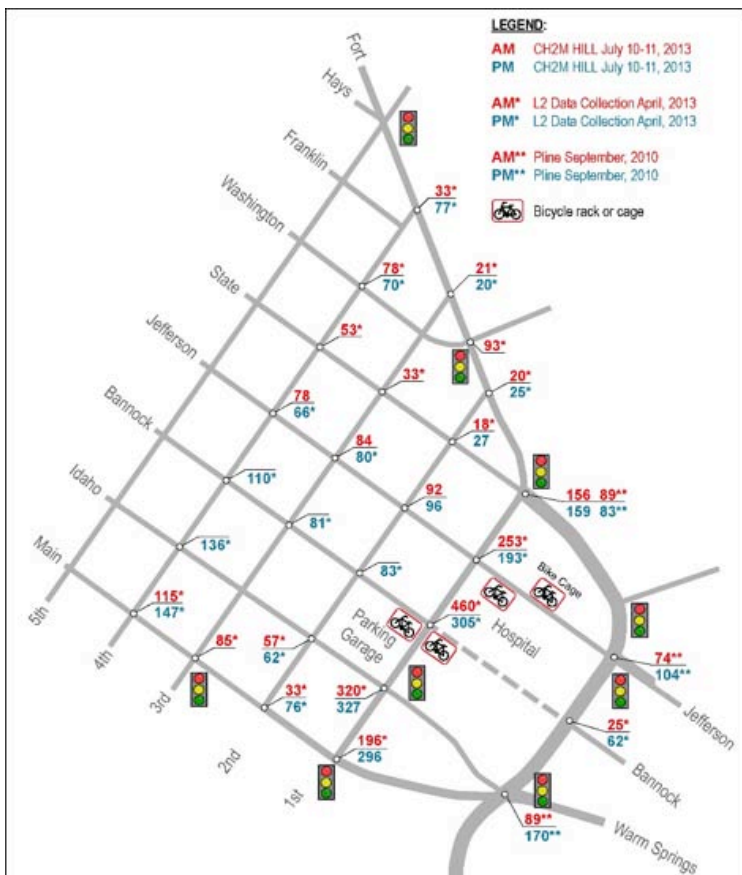 LEGEND:
AM CH2M HILL July 10-11, 2013
PM CH2M HILL July 10-11, 2013
AM* L2 Data Collection April, 2013
PM* L2 Data Collection April, 2013
AM** Pline September, 2010
PM** Pline September, 2010
Bicycle rack or cage
Fort
Hays
Franklin
Washington
State
Jefferson
Bannock
Idaho
Main
33*
77*
78*
70*
21*
20*
53*
93*
33*
20*
25*
78
66*
18*
27
84
80*
110*
92
96
156 89**
159 83**
81*
253*
193*
136*
83*
Bike Cage
115*
147*
460*
305*
Parking
Garage
Hospital
85*
57*
62*
74**
104**
33*
76*
320*
327
25*
62*
196*
296
89**
170**
5th
4th
3rd
2nd
1st
Jefferson
Bannock
Warm Springs